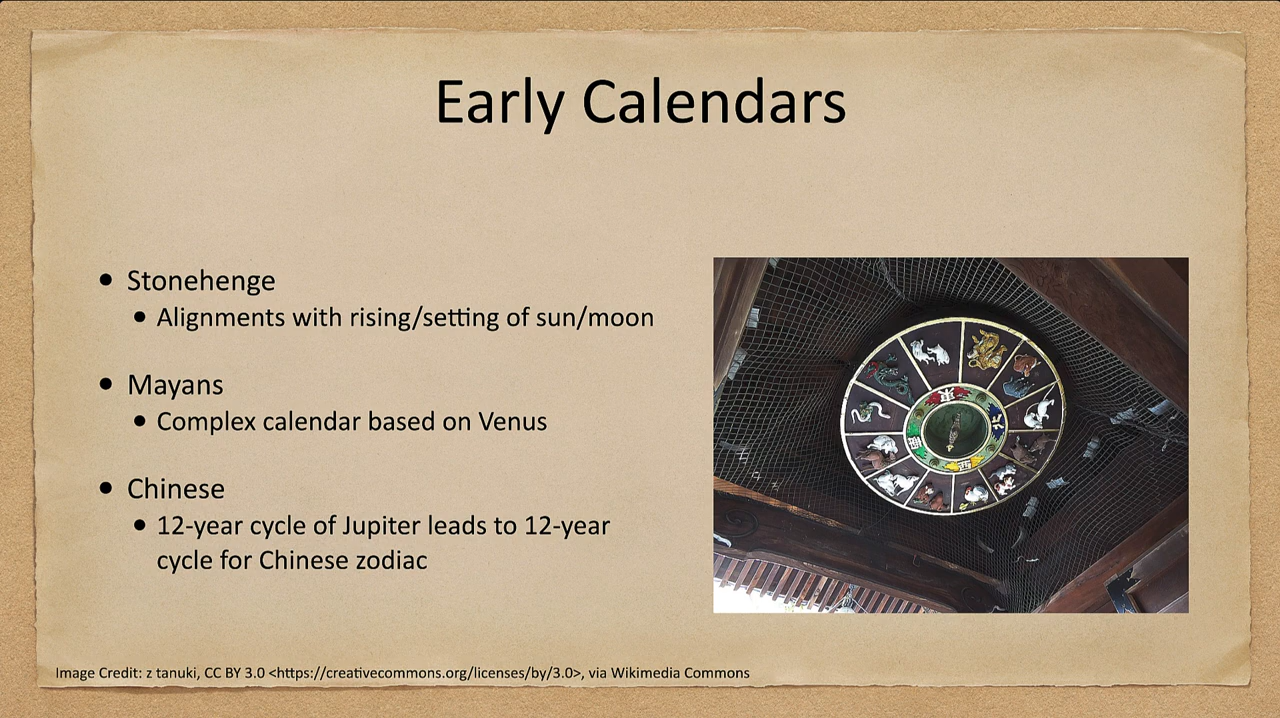 Early Calendars
• Stonehenge
• Alignments with rising/setting of sun/moon
• Mayans
• Complex calendar based on Venus
• Chinese
• 12-year cycle of Jupiter leads to 12-year
cycle for Chinese zodiac
Image Credit: z tanuki, CC BY 3.0 <https://creativecommons.org/licenses/by/3.0>, via Wikimedia Commons